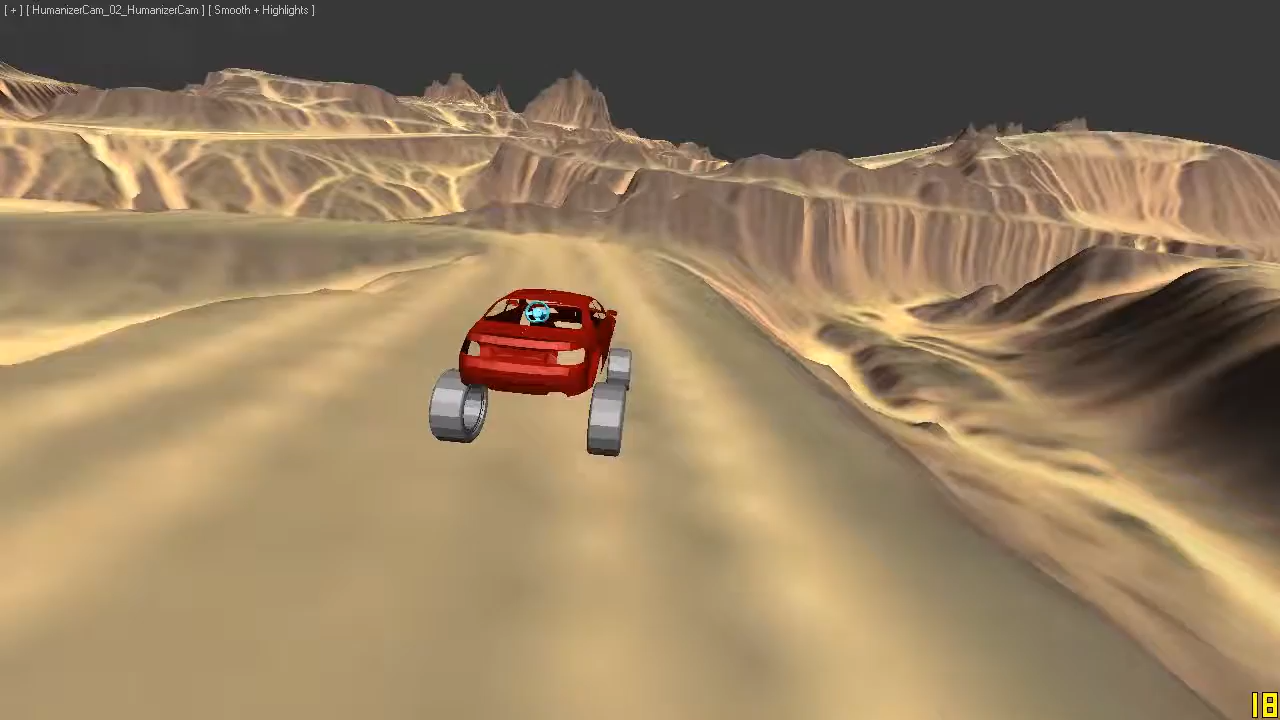 [ + ] [ HumanizerCam_02_HumanizerCam ] [ Smooth + Highlights ]
18